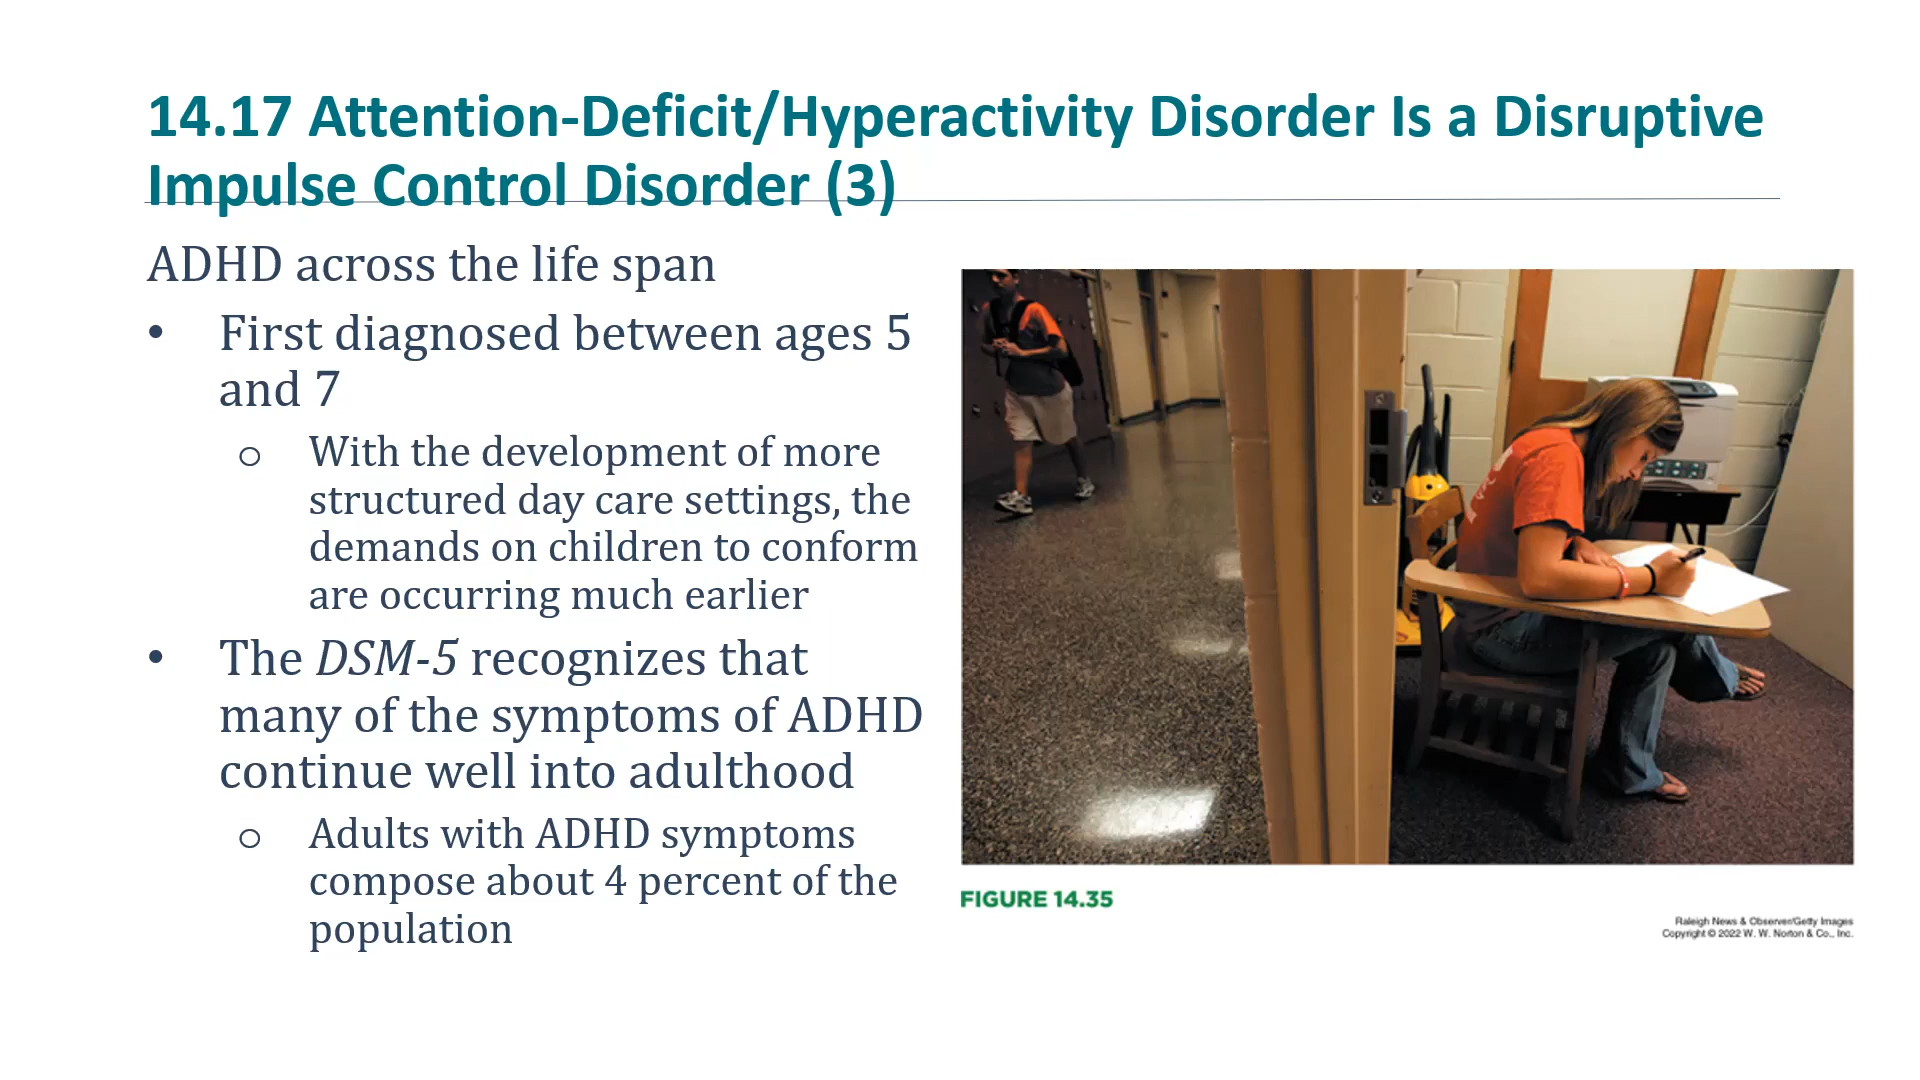 14.17 Attention-Deficit/Hyperactivity Disorder Is a Disruptive
Impulse Control Disorder (3)
ADHD across the life span
• First diagnosed between ages 5
and 7
o With the development of more
structured day care settings, the
demands on children to conform
are occurring much earlier
• The DSM-5 recognizes that
many of the symptoms of ADHD
continue well into adulthood
o Adults with ADHD symptoms
compose about 4 percent of the
population
FIGURE 14.35
Raleigh News & Observer/Getty Images
Copyright © 2022 W. W. Norton & Co., Inc.